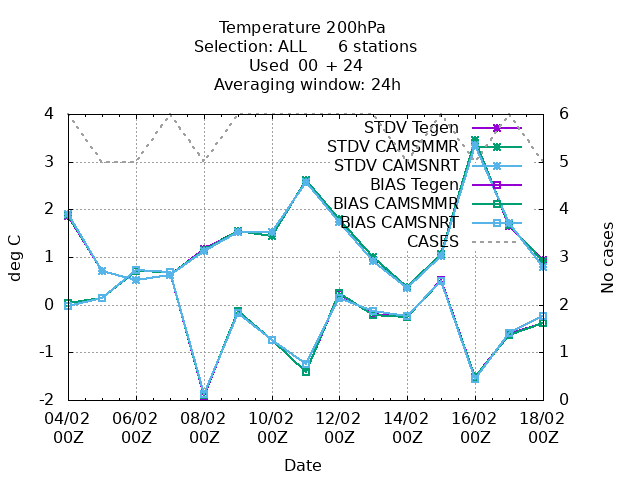 Temperature 200hPa
Selection: ALL      6 stations
Used  00 + 24
Averaging window: 24h
4
3
2
1
0
-1
-2
deg C
6
5
4
3
2
1
0
No cases
STDV Tegen
STDV CAMSMMR
STDV CAMSNRT
BIAS Tegen
BIAS CAMSMMR
BIAS CAMSNRT
CASES
04/02 06/02 08/02 10/02 12/02 14/02 16/02 18/02
00Z 00Z 00Z 00Z 00Z 00Z 00Z 00Z
Date